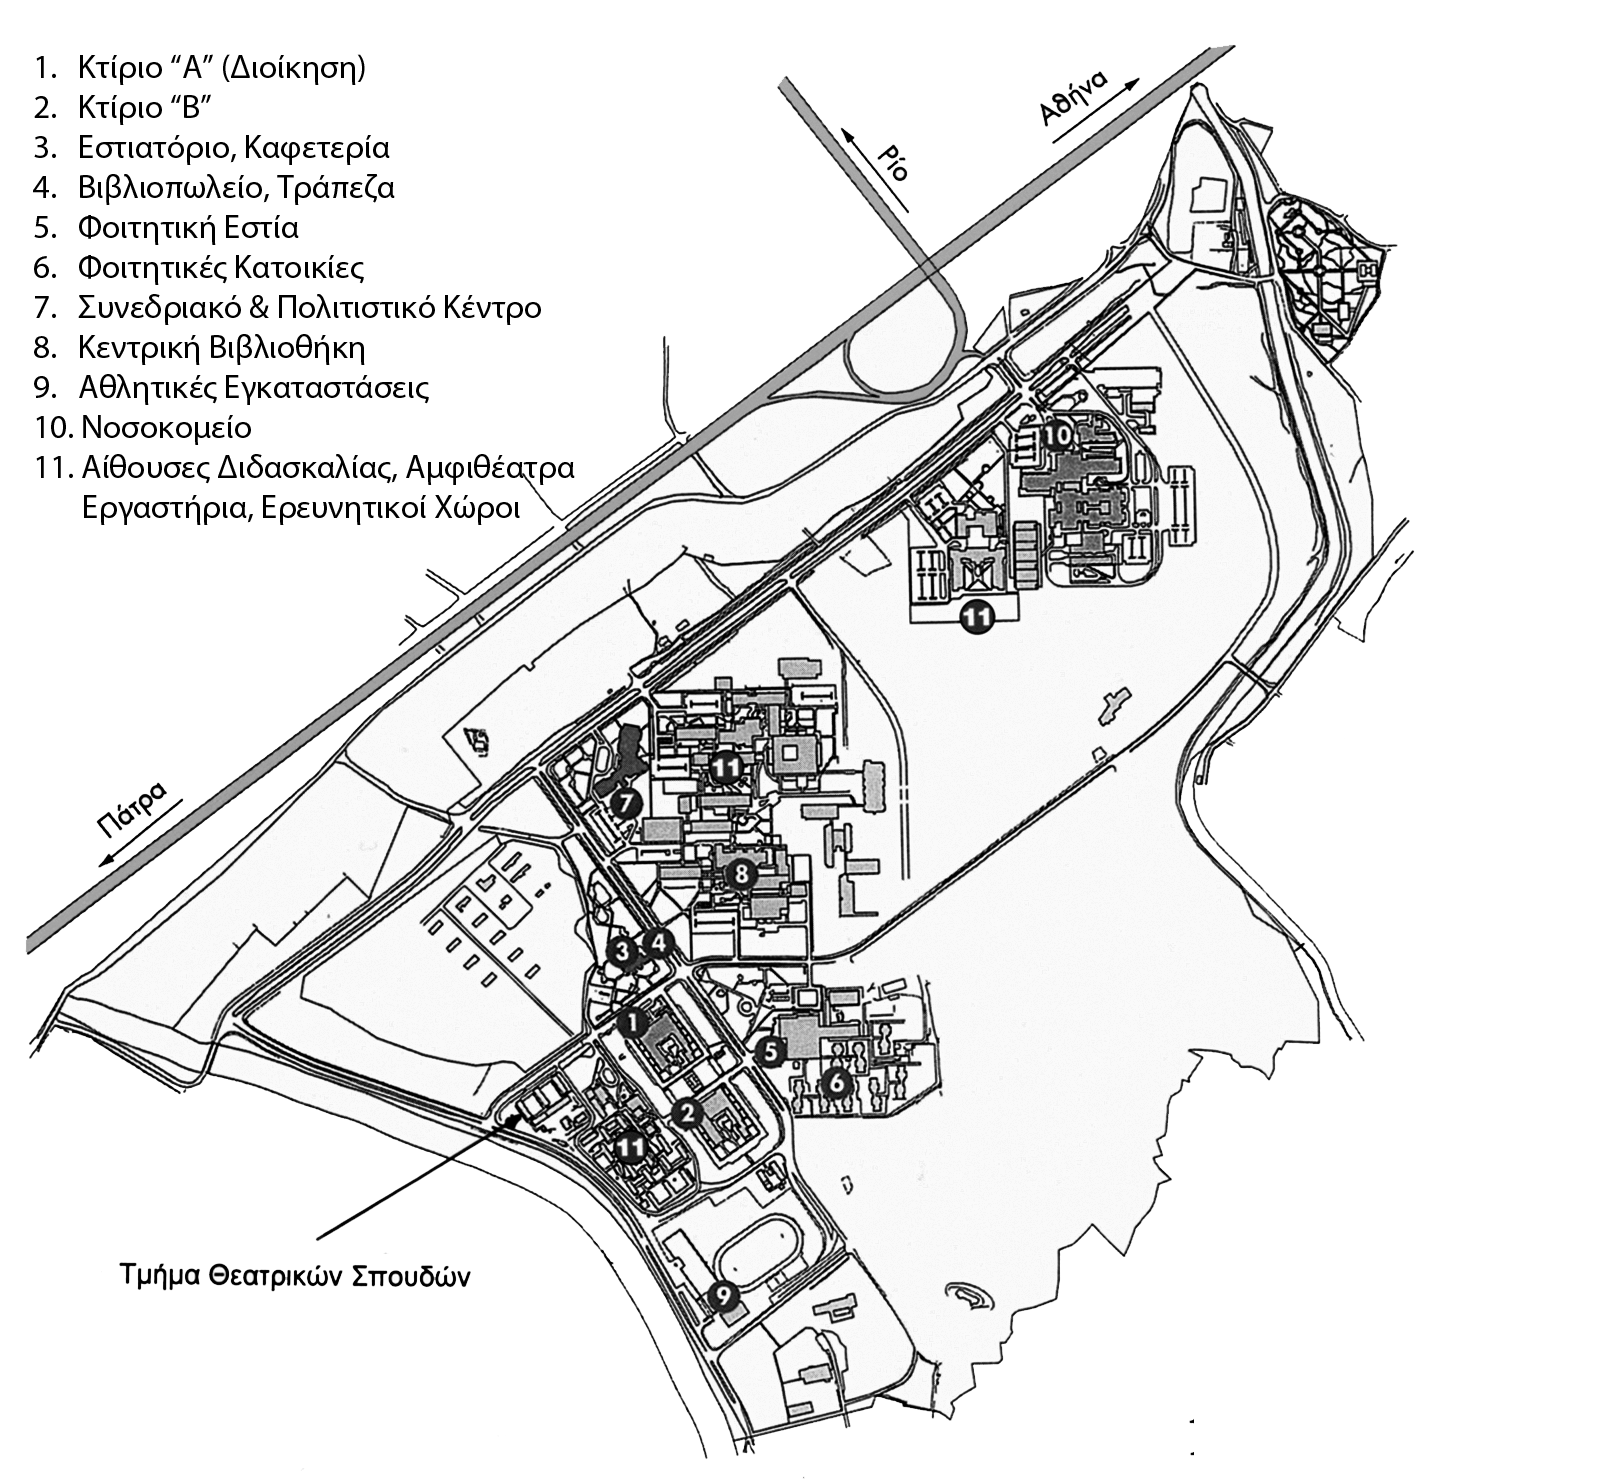 1. Κτίριο “Α” (Διοίκηση)
2. Κτίριο “Β”
3. Εστιατόριο, Καφετερία
4. Βιβλιοπωλείο, Τράπεζα
5. Φοιτητική Εστία
6. Φοιτητικές Κατοικίες
7. Συνεδριακό & Πολιτιστικό Κέντρο
8. Κεντρική Βιβλιοθήκη
9. Αθλητικές Εγκαταστάσεις
10. Νοσοκομείο
11. Αίθουσες Διδασκαλίας, Αμφιθέατρα
Εργαστήρια, Ερευνητικοί Χώροι
Αθήνα
Ρίο
10
11
11
7
Πάτρα
8
3
4
1
5
6
2
11
Τμήμα Θεατρικών Σπουδών
9